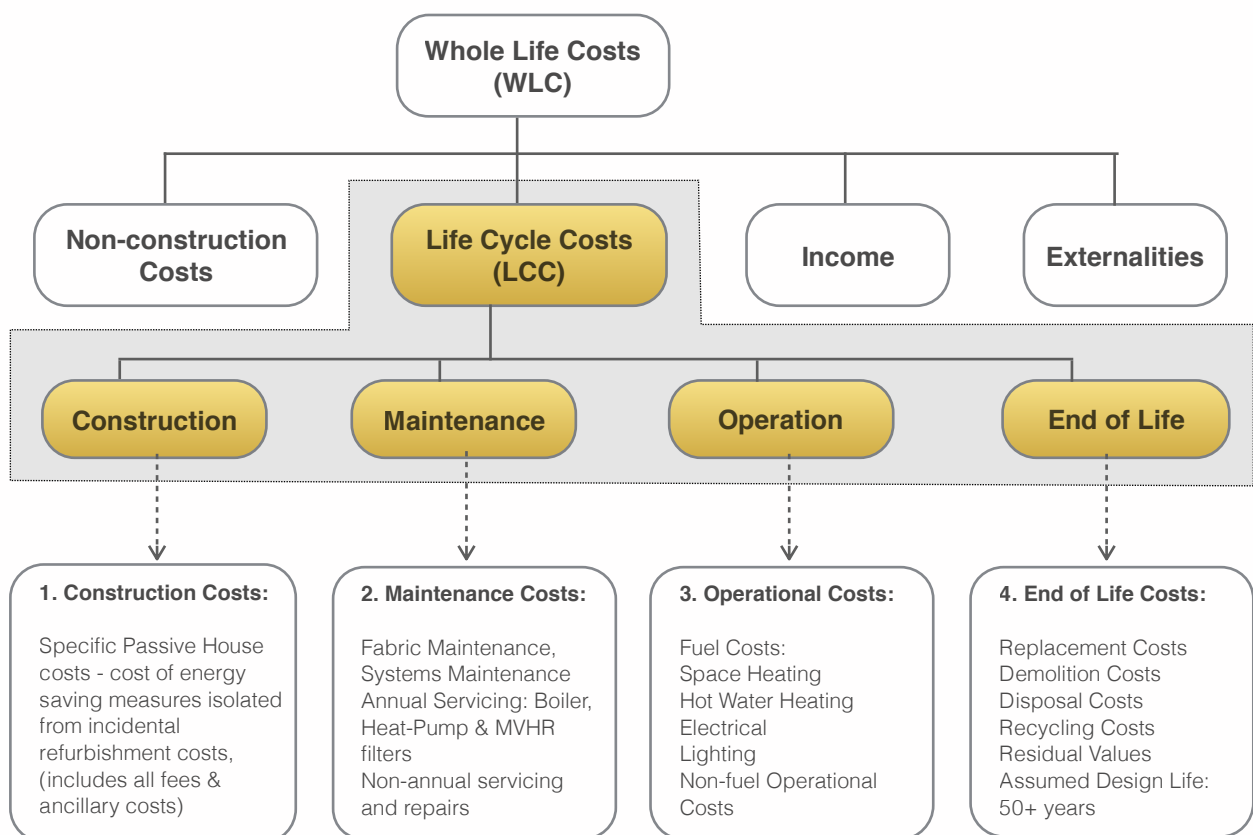 Whole Life Costs
(WLC)
Non-construction
Costs
Life Cycle Costs
(LCC)
Income
Externalities
Construction
Maintenance
Operation
End of Life
1. Construction Costs:
Specific Passive House
costs - cost of energy
saving measures isolated
from incidental
refurbishment costs,
(includes all fees &
ancillary costs)
2. Maintenance Costs:
Fabric Maintenance,
Systems Maintenance
Annual Servicing: Boiler,
Heat-Pump & MVHR
filters
Non-annual servicing
and repairs
3. Operational Costs:
Fuel Costs:
Space Heating
Hot Water Heating
Electrical
Lighting
Non-fuel Operational
Costs
4. End of Life Costs:
Replacement Costs
Demolition Costs
Disposal Costs
Recycling Costs
Residual Values
Assumed Design Life:
50+ years